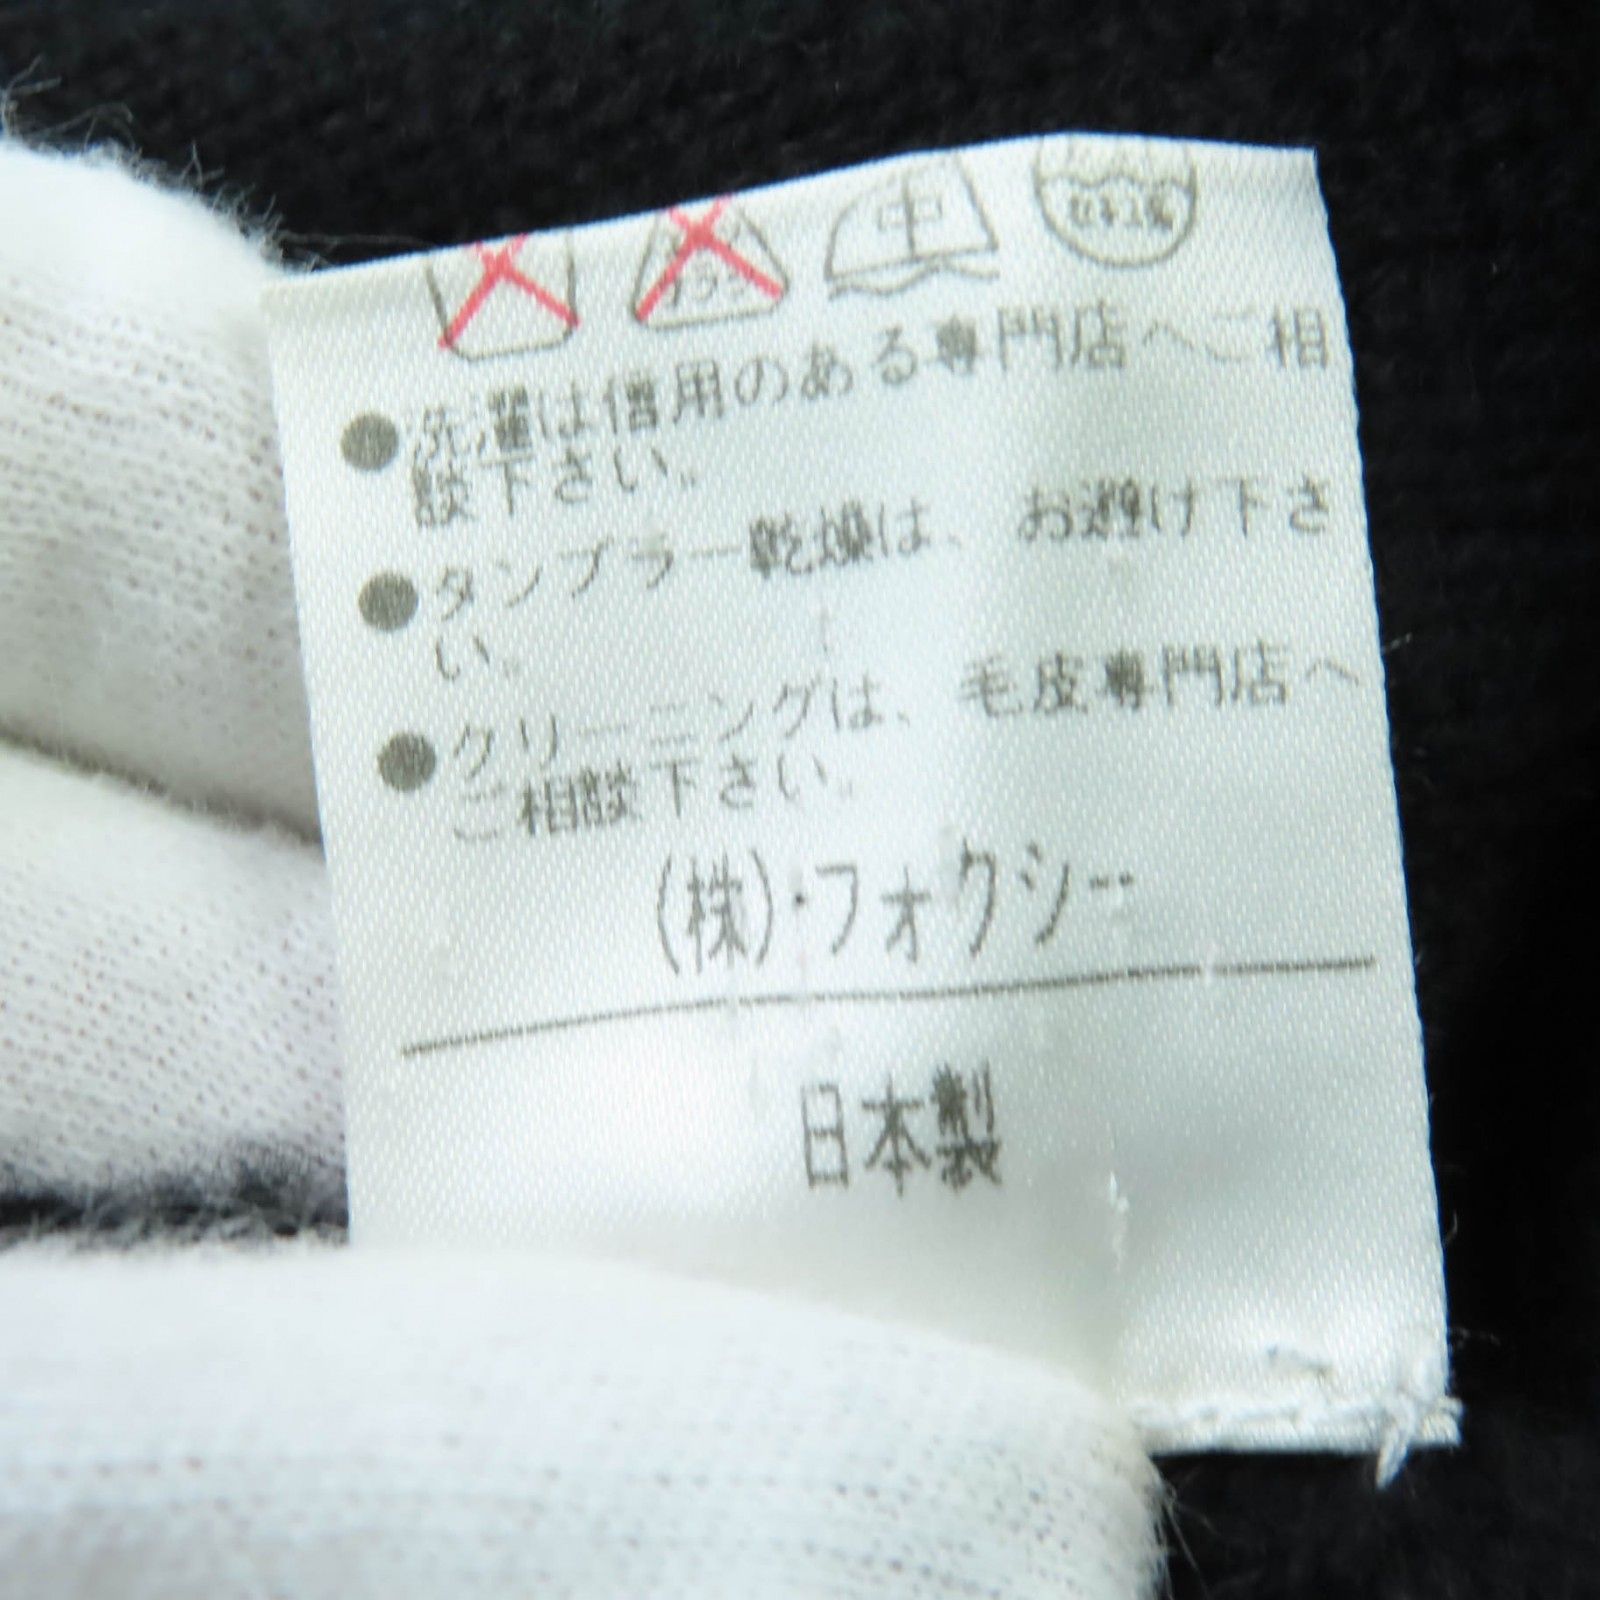 中
●洗濯は信用のある専門店へご相
談下さい。
●タンブラー乾燥は、お避け下さ
い。
●クリーニングは、毛皮専門店へ
ご相談下さい。
(株)・フォクシー
日本製